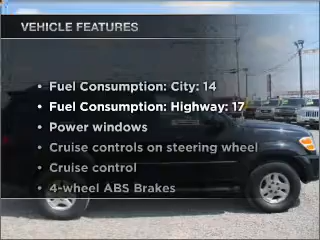 VEHICLE FEATURES
• Fuel Consumption: City: 14
• Fuel Consumption: Highway: 17
• Power windows
• Cruise controls on steering wheel
• Cruise control
• 4-wheel ABS Brakes